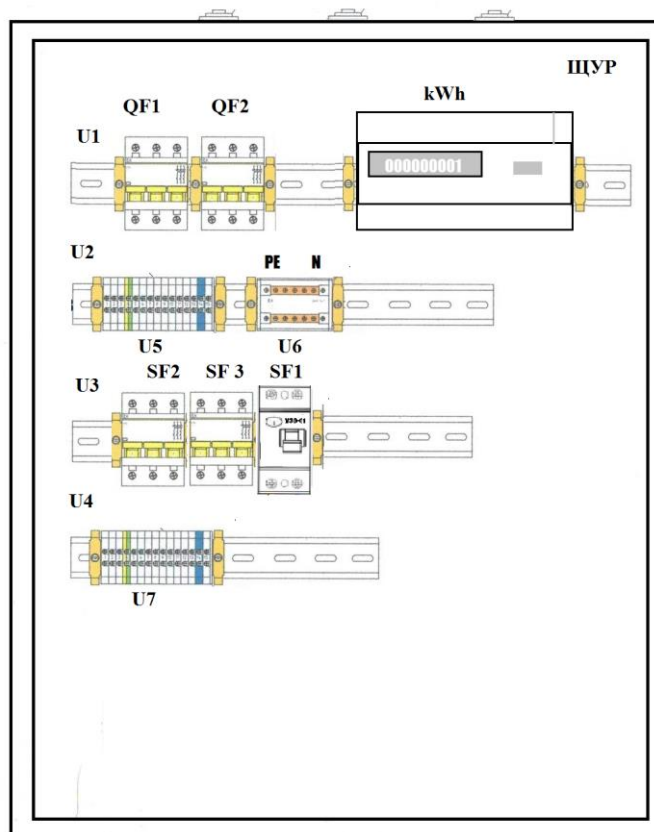 ЩУР
kWh
QF1 QF2
U1
000000001
U2
PE N
U5 U6
SF2 SF 3 SF1
U3
U4
U7